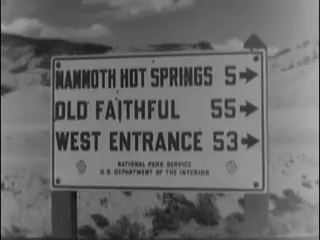 MAMMOTH HOT SPRINGS 5→
OLD FAITHFUL 55→
WEST ENTRANCE 53→
NATIONAL PARK SERVICE
U.S. DEPARTMENT OF THE INTERIOR